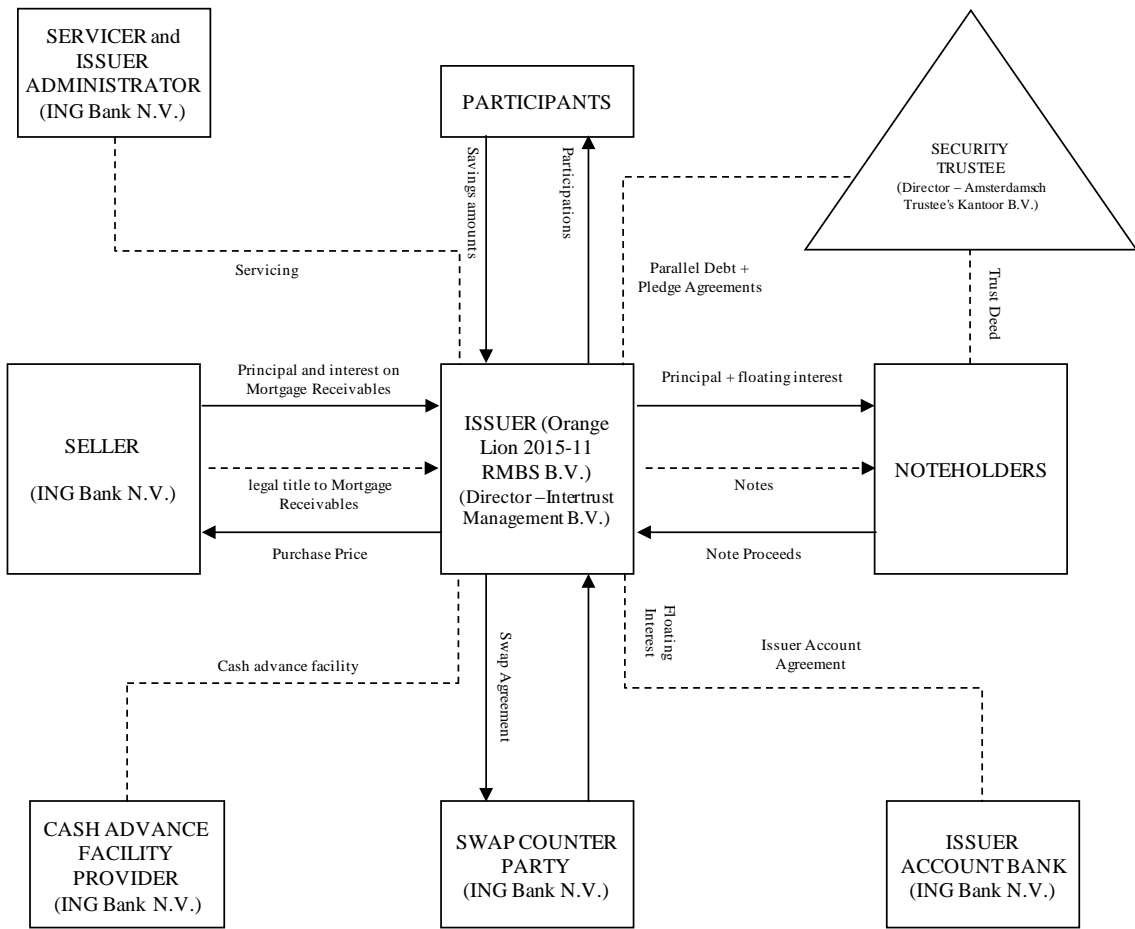 SERVICER and
ISSUER
ADMINISTRATOR
(ING Bank N.V.)
PARTICIPANTS
SECURITY
TRUSTEE
(Director – Amsterdamsch
Trustee's Kantoor B.V.)
Savings amounts
Participations
Servicing
Parallel Debt +
Pledge Agreements
Trust Deed
SELLER
(ING Bank N.V.)
Principal and interest on
Mortgage Receivables
legal title to Mortgage
Receivables
Purchase Price
ISSUER (Orange
Lion 2015-11
RMBS B.V.)
(Director –Intertrust
Management B.V.)
Principal + floating interest
Notes
Note Proceeds
NOTEHOLDERS
Cash advance facility
Swap Agreement
Floating
Interest
Issuer Account
Agreement
CASH ADVANCE
FACILITY
PROVIDER
(ING Bank N.V.)
SWAP COUNTER
PARTY
(ING Bank N.V.)
ISSUER
ACCOUNT BANK
(ING Bank N.V.)